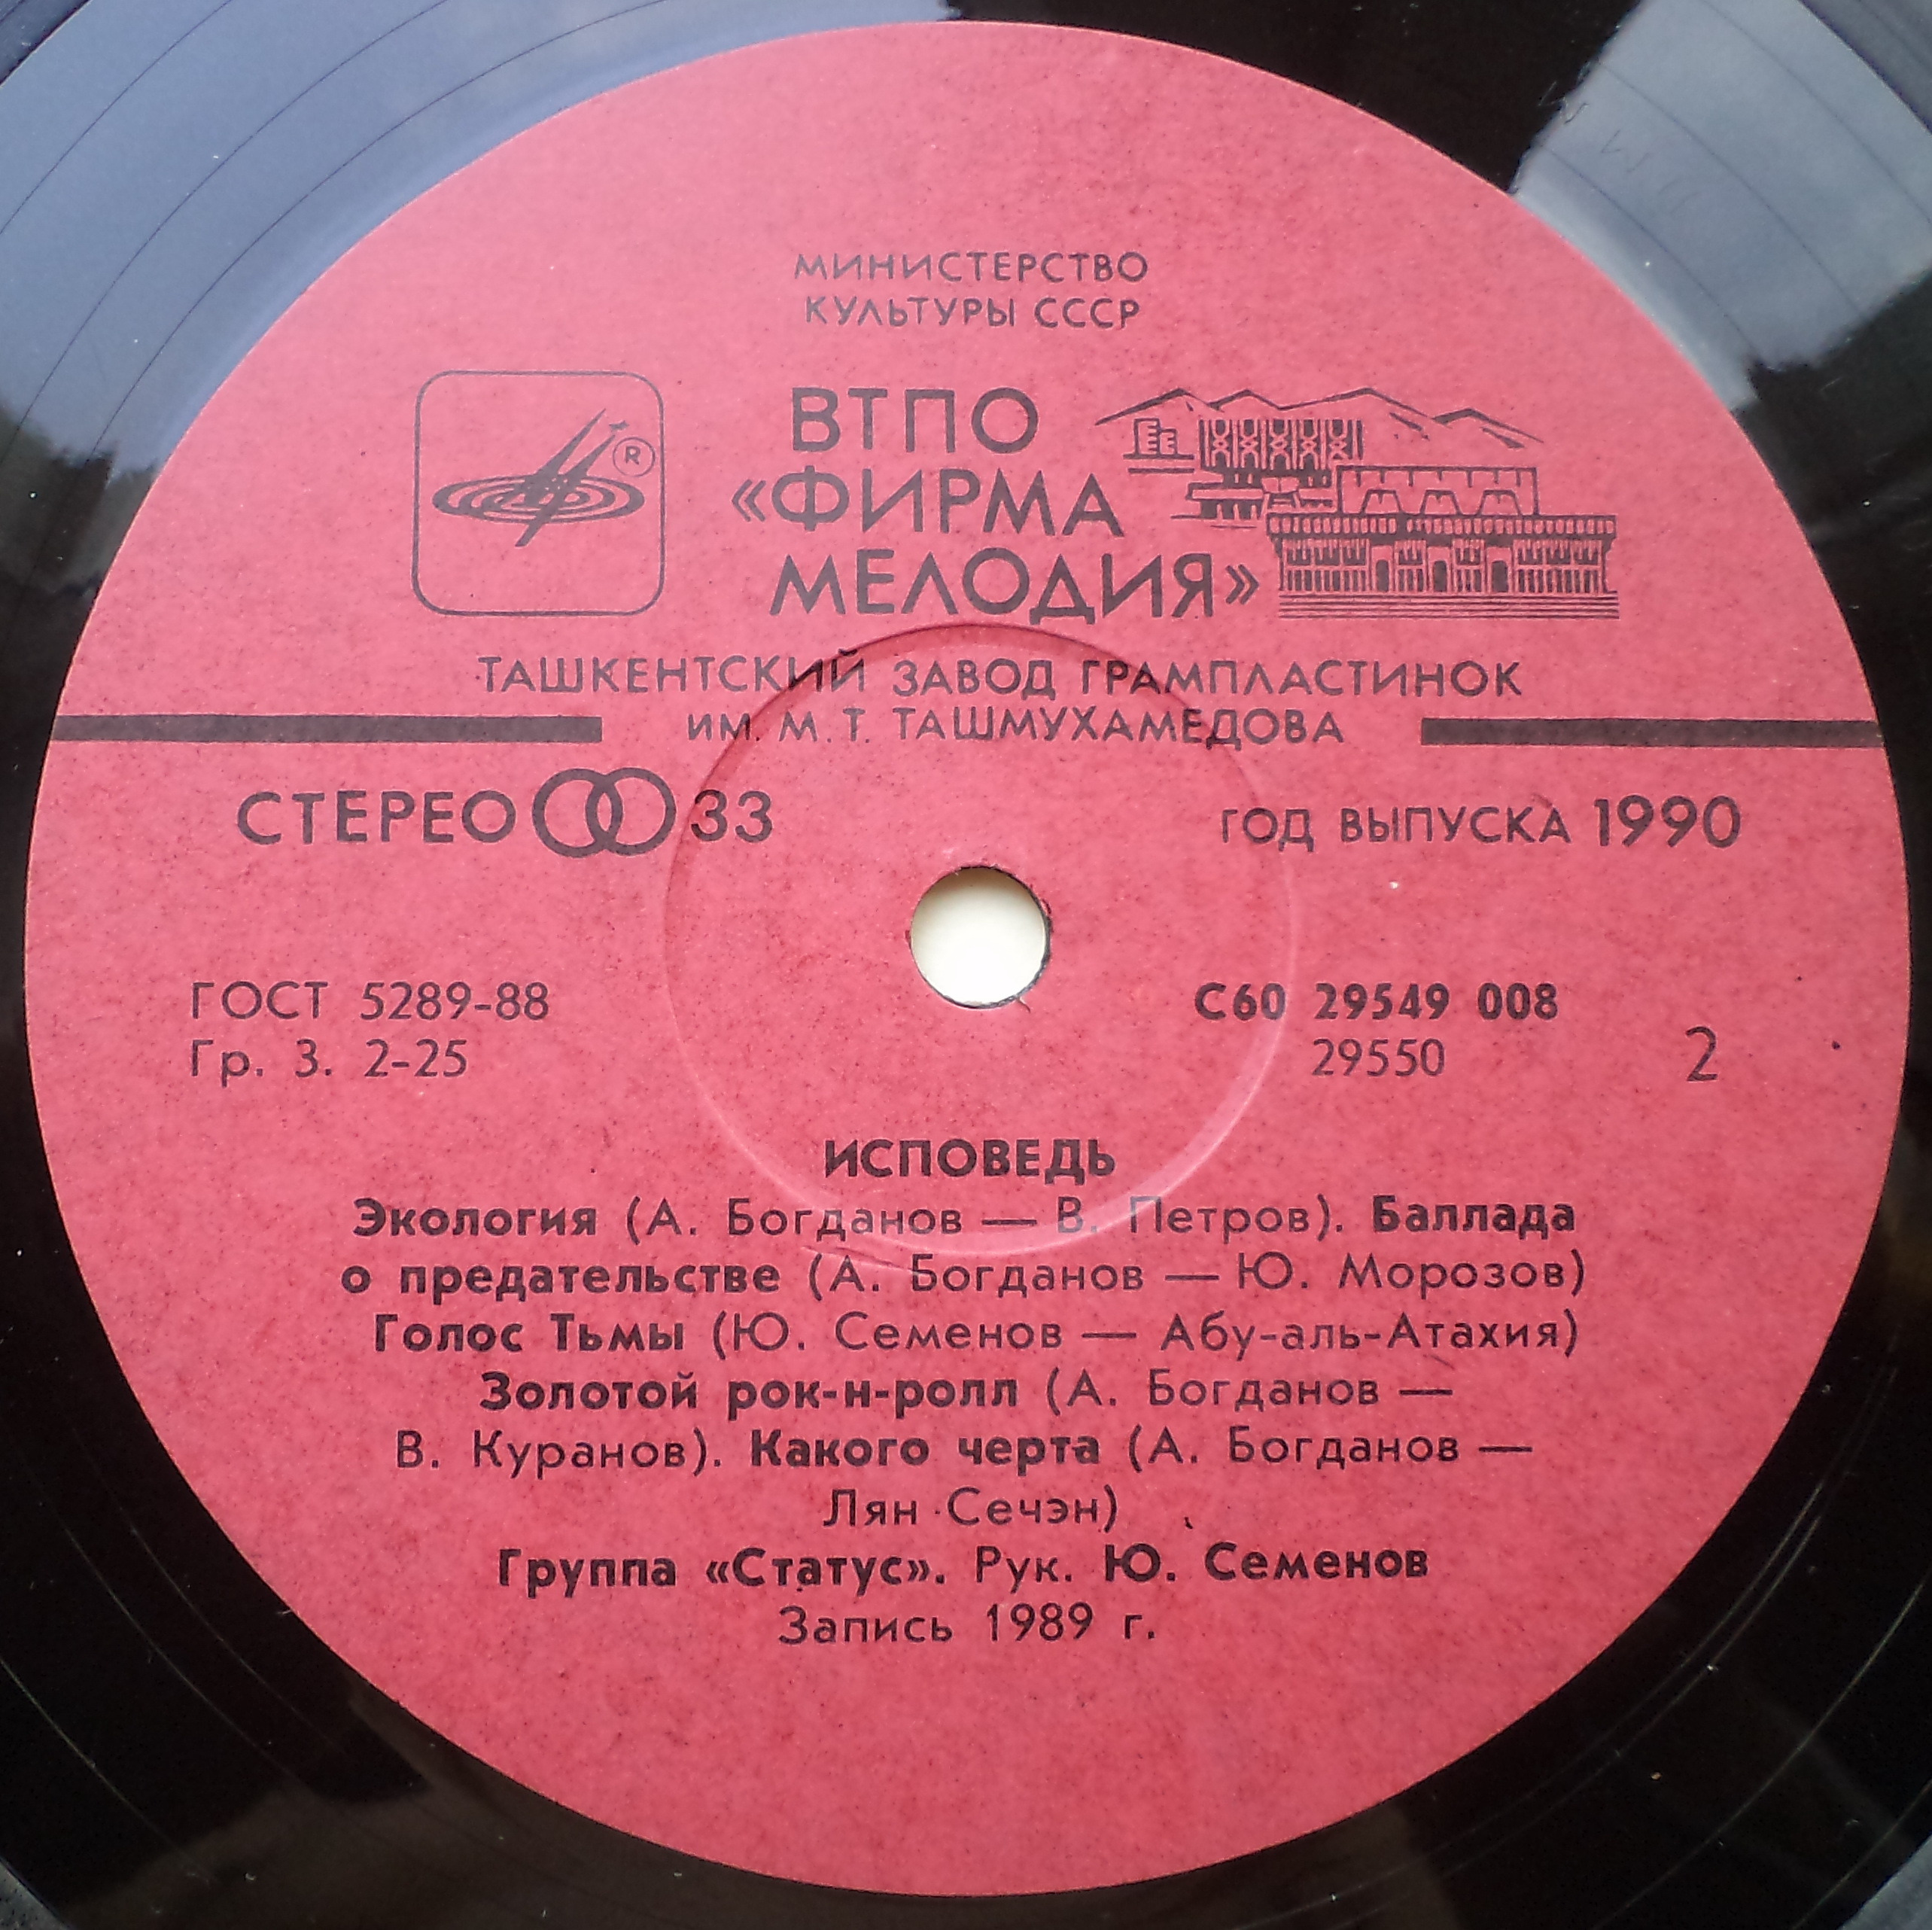 МИНИСТЕРСТВО
КУЛЬТУРЫ СССР
ВТПО
«ФИРМА
МЕЛОДИЯ»
®
ТАШКЕНТСКИЙ ЗАВОД ГРАМПЛАСТИНОК
ИМ. М. Т. ТАШМУХАМЕДОВА
СТЕРЕО 33
ГОД ВЫПУСКА 1990
ГОСТ 5289-88
Гр. 3. 2-25
С60 29549 008
29550
2
ИСПОВЕДЬ
Экология (А. Богданов — В. Петров). Баллада
о предательстве (А. Богданов — Ю. Морозов)
Голос Тьмы (Ю. Семенов — Абу-аль-Атахия)
Золотой рок-н-ролл (А. Богданов —
В. Куранов). Какого черта (А. Богданов —
Лян Сечэн)
Группа «Статус». Рук. Ю. Семенов
Запись 1989 г.